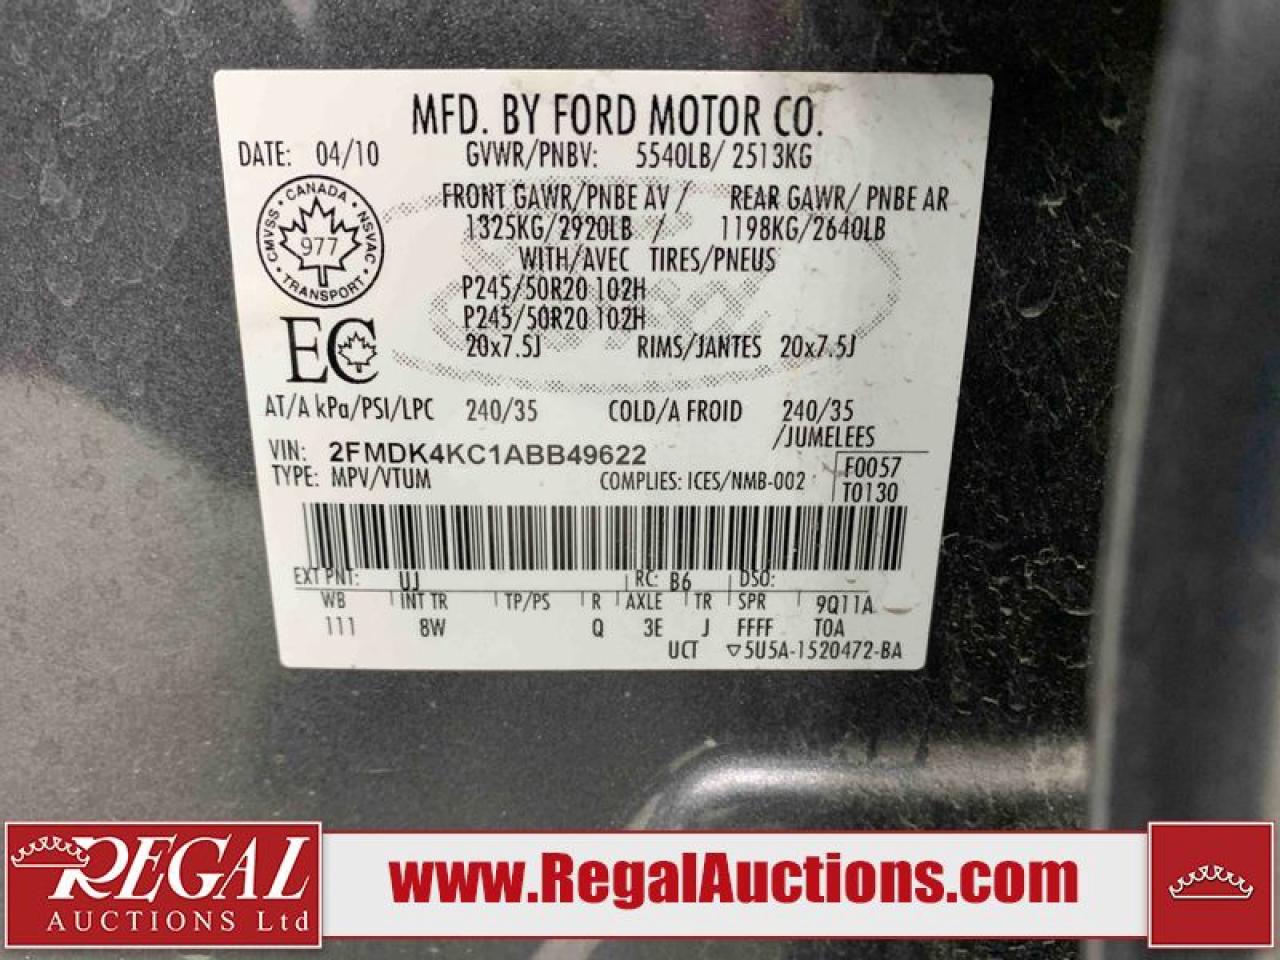 MFD. BY FORD MOTOR CO.
DATE: 04/10 GVWR/PNBV: 5540LB/ 2513KG
FRONT GAWR/PNBE AV / REAR GAWR/ PNBE AR
1325KG/2920LB / 1198KG/2640LB
WITH/AVEC TIRES/PNEUS
P245/50R20 102H
P245/50R20 102H
20x7.5J RIMS/JANTES 20x7.5J
CMVSS · CANADA · NSVAC · TRANSPORT ·
977
EC
AT/A kPa/PSI/LPC 240/35 COLD/A FROID 240/35
/JUMELEES
VIN: 2FMDK4KC1ABB49622
TYPE: MPV/VTUM COMPLIES: ICES/NMB-002
F0057
T0130
EXT PNT: UJ RC: B6 DSO:
WB INT TR TP/PS R AXLE TR SPR 9Q11A
111 8W Q 3E J FFFF T0A
UCT ▽5U5A-1520472-BA
REGAL
AUCTIONS Ltd
www.RegalAuctions.com